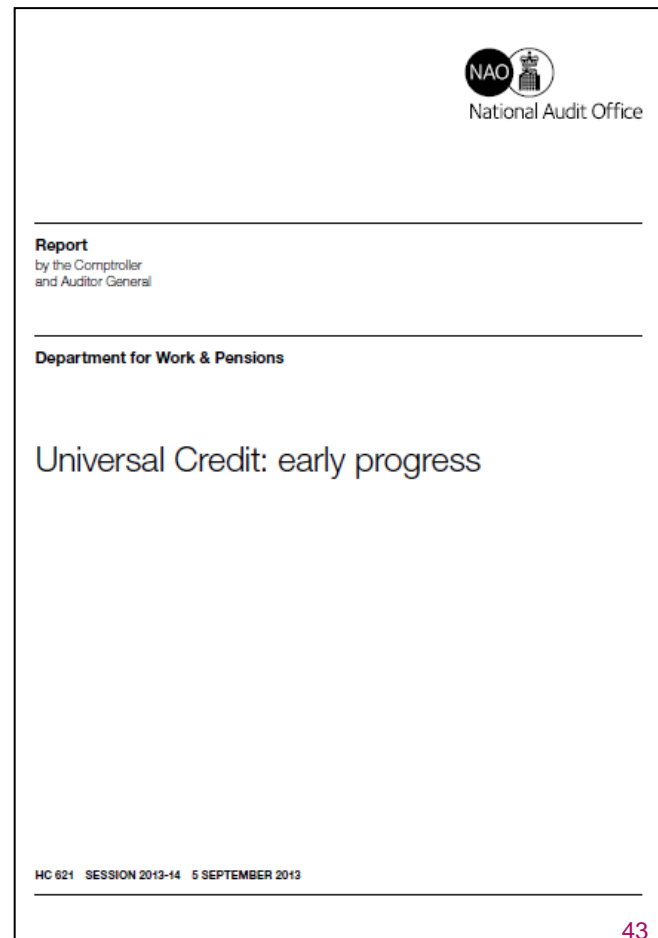 NAO
National Audit Office
Report
by the Comptroller
and Auditor General
Department for Work & Pensions
Universal Credit: early progress
HC 621 SESSION 2013-14 5 SEPTEMBER 2013
43